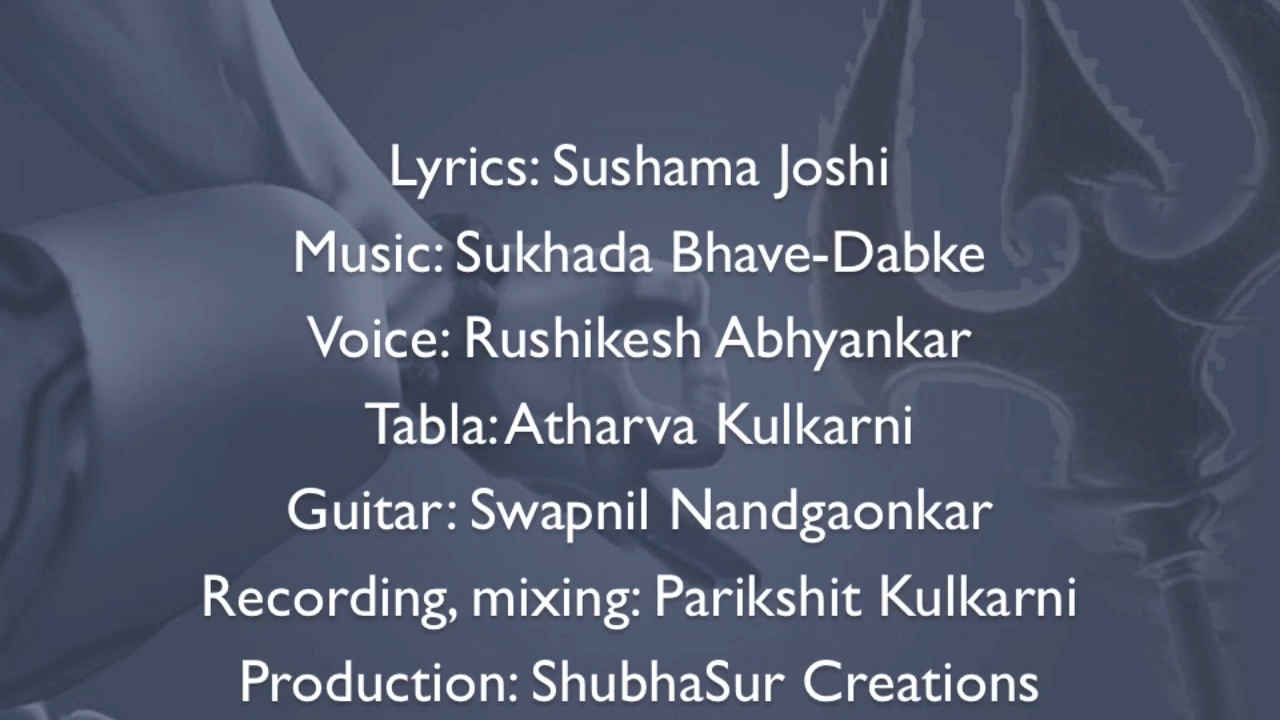 Lyrics: Sushama Joshi
Music: Sukhada Bhave-Dabke
Voice: Rushikesh Abhyankar
Tabla: Atharva Kulkarni
Guitar: Swapnil Nandgaonkar
Recording, mixing: Parikshit Kulkarni
Production: ShubhaSur Creations